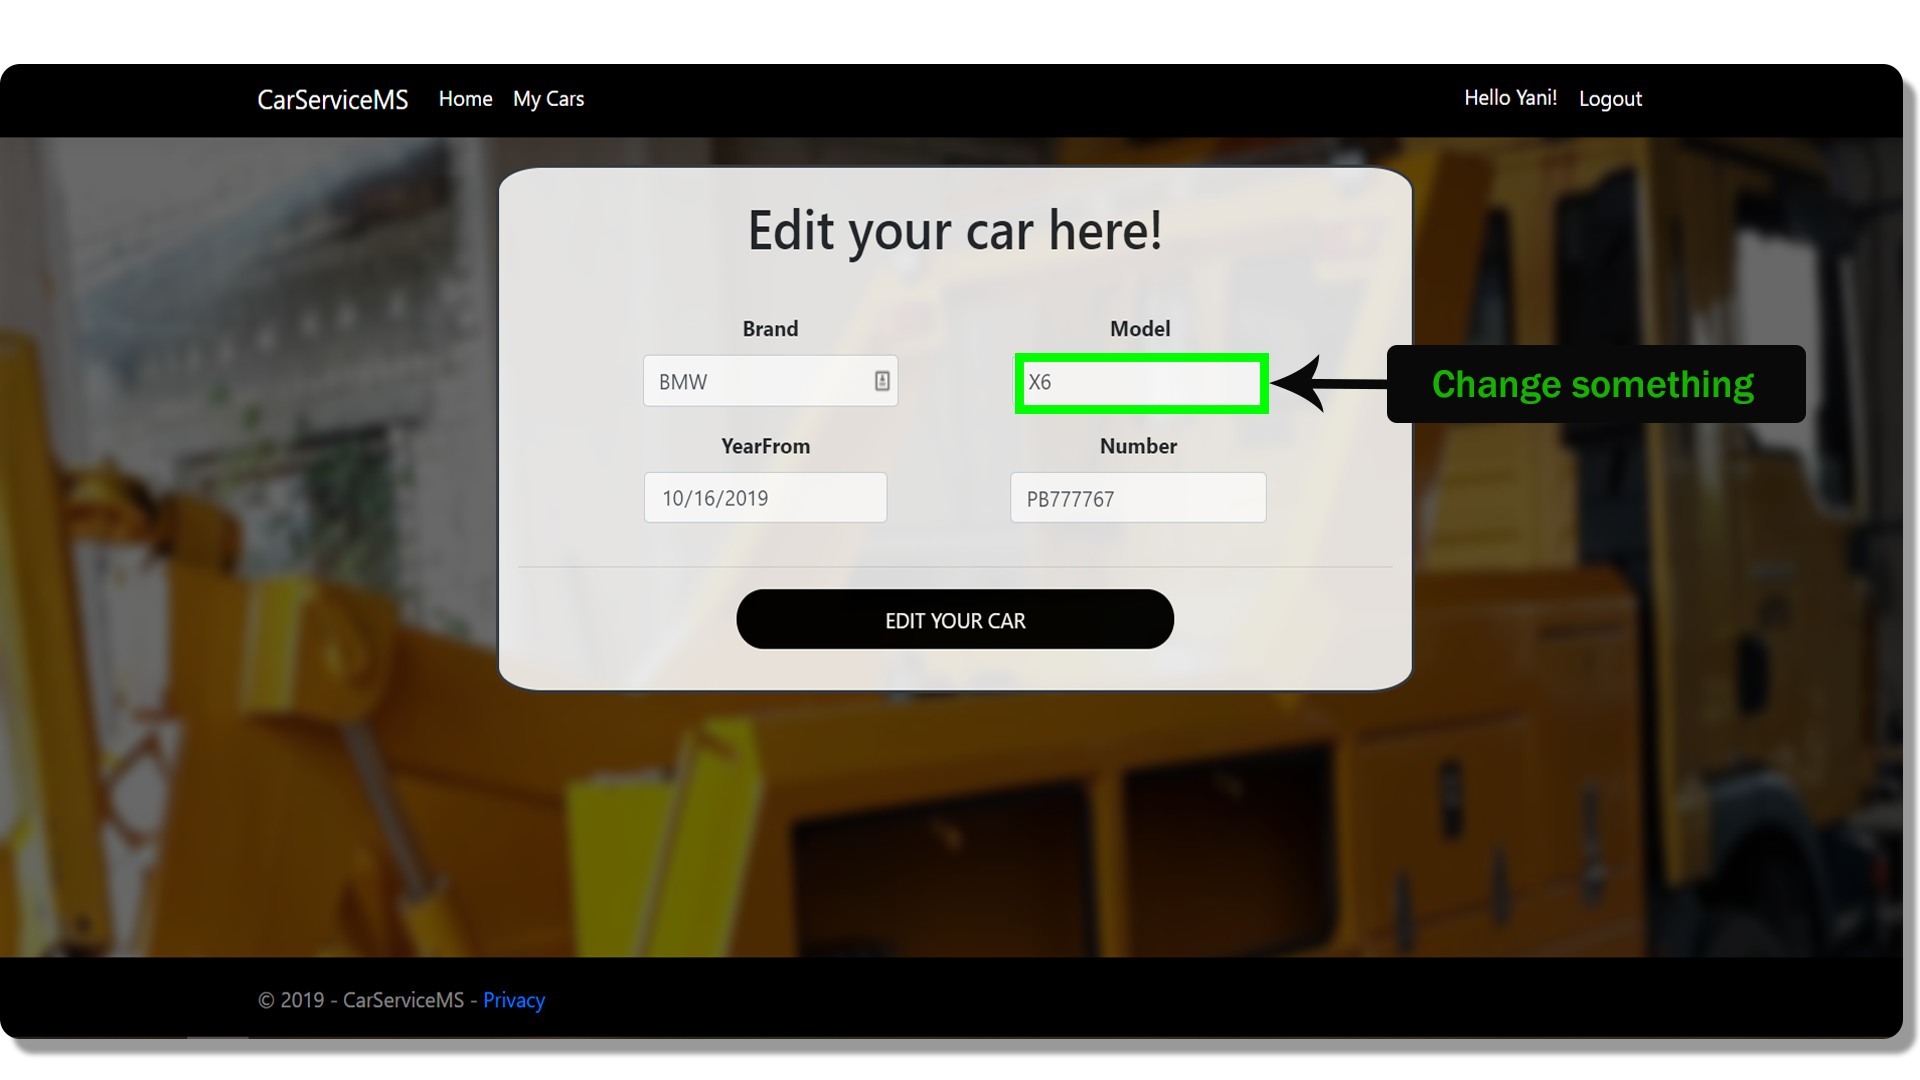 CarServiceMS Home My Cars Hello Yani! Logout
Edit your car here!
Brand Model
BMW X6
Change something
YearFrom Number
10/16/2019 PB777767
EDIT YOUR CAR
© 2019 - CarServiceMS - Privacy